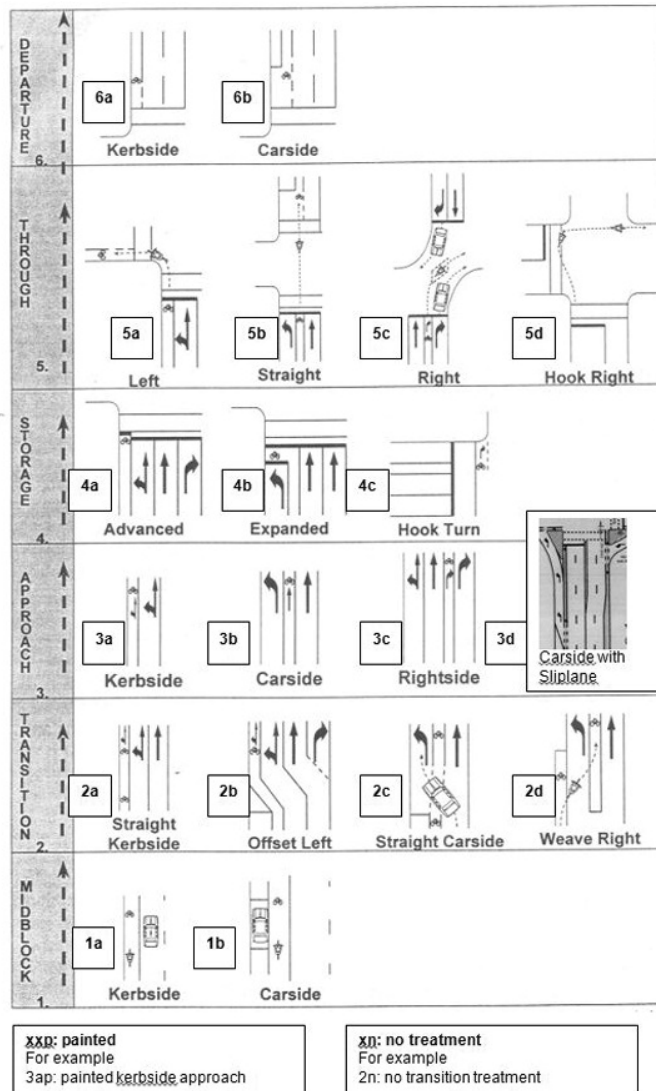 DEPARTURE
6.
6a
6b
Kerbside
Carside
THROUGH
5.
5a
5b
5c
5d
Left
Straight
Right
Hook Right
STORAGE
4.
4a
4b
4c
Advanced
Expanded
Hook Turn
APPROACH
3.
3a
3b
3c
3d
Kerbside
Carside
Rightside
Carside with
Sliplane
TRANSITION
2.
2a
2b
2c
2d
Straight
Kerbside
Offset Left
Straight Carside
Weave Right
MIDBLOCK
1.
1a
1b
Kerbside
Carside
xxp: painted
For example
3ap: painted kerbside approach
xn: no treatment
For example
2n: no transition treatment